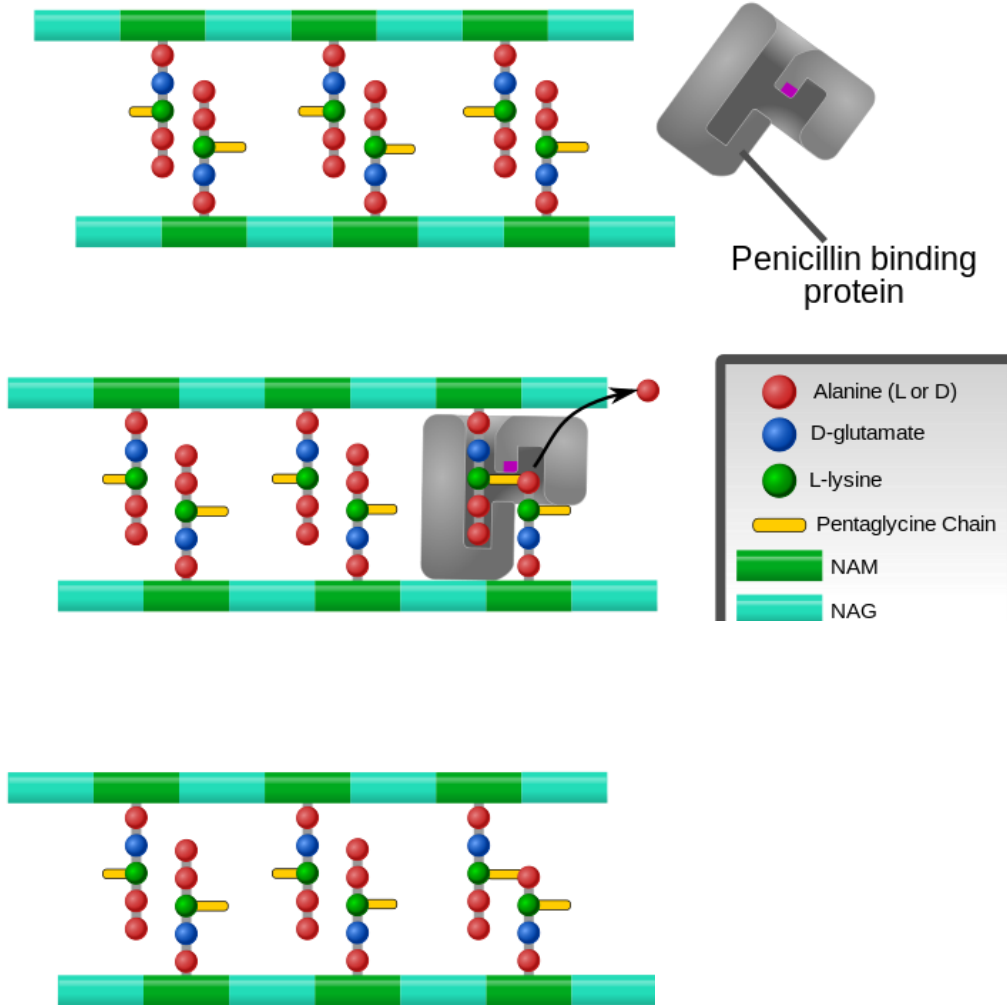 Penicillin binding
protein
Alanine (L or D)
D-glutamate
L-lysine
Pentaglycine Chain
NAM
NAG